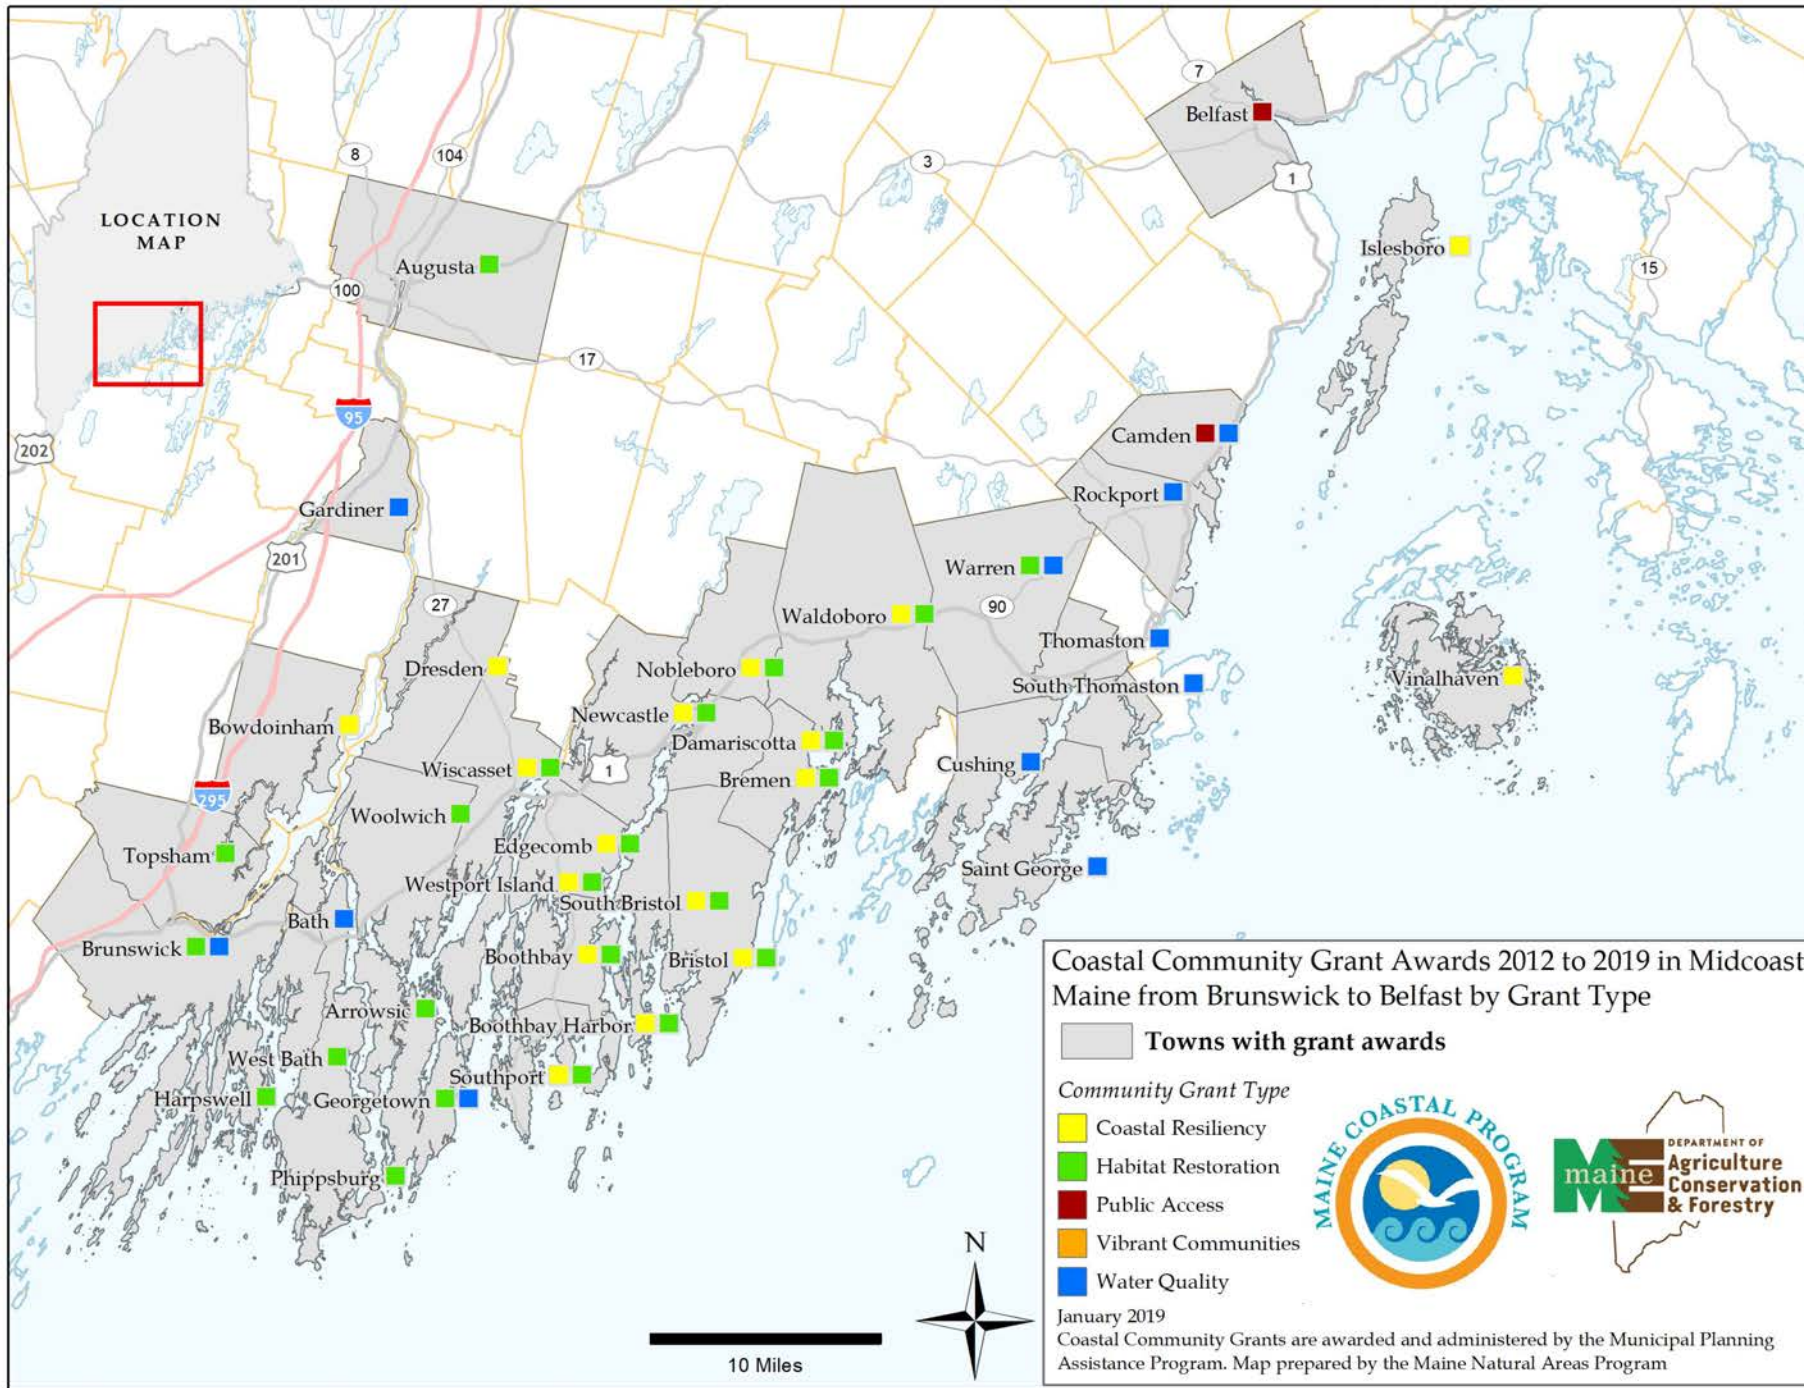 LOCATION
MAP
7
Belfast
1
8
104
3
Islesboro
15
Augusta
100
17
95
202
Camden
Rockport
Gardiner
201
27
Warren
90
Waldoboro
Thomaston
Dresden
Nobleboro
South Thomaston
Vinalhaven
Bowdoinham
Newcastle
Damariscotta
Wiscasset
1
Bremen
Cushing
295
Woolwich
Edgecomb
Topsham
Westport Island
South Bristol
Saint George
Bath
Brunswick
Boothbay
Bristol
Arrowsic
Boothbay Harbor
West Bath
Southport
Harpswell
Georgetown
Phippsburg
N
10 Miles
Coastal Community Grant Awards 2012 to 2019 in Midcoast
Maine from Brunswick to Belfast by Grant Type
Towns with grant awards
Community Grant Type
Coastal Resiliency
Habitat Restoration
Public Access
Vibrant Communities
Water Quality
MAINE COASTAL PROGRAM
maine
DEPARTMENT OF
Agriculture
Conservation
& Forestry
January 2019
Coastal Community Grants are awarded and administered by the Municipal Planning
Assistance Program. Map prepared by the Maine Natural Areas Program